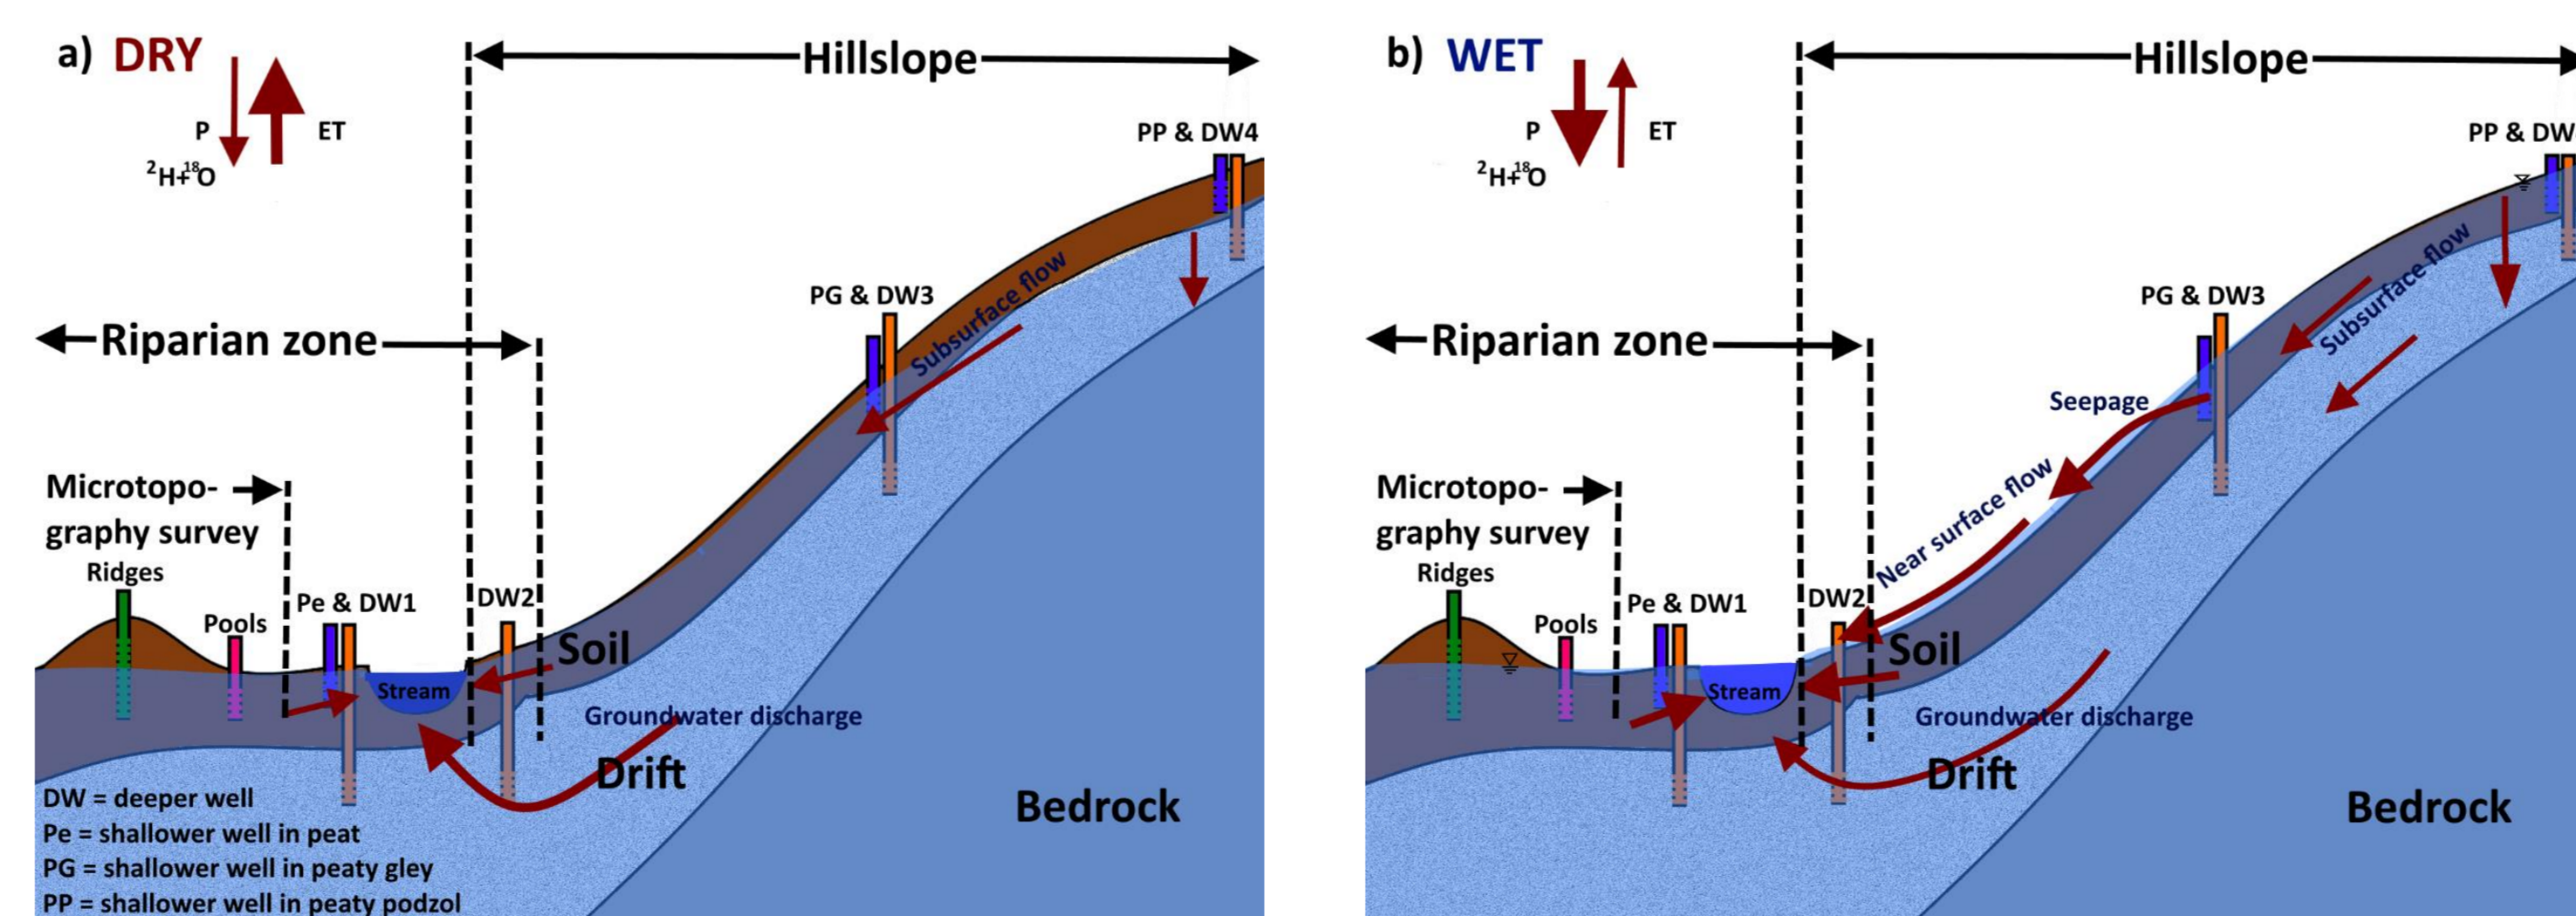 a) DRY
Hillslope
P
ET
²H+¹⁸O
PP & DW4
PG & DW3
Subsurface flow
Riparian zone
Microtopo-
graphy survey
Ridges
Pools
Pe & DW1
DW2
Soil
Stream
Groundwater discharge
Drift
Bedrock
DW = deeper well
Pe = shallower well in peat
PG = shallower well in peaty gley
PP = shallower well in peaty podzol
b) WET
Hillslope
P
ET
²H+¹⁸O
PP & DW
PG & DW3
Subsurface flow
Seepage
Near surface flow
Riparian zone
Microtopo-
graphy survey
Ridges
Pools
Pe & DW1
DW2
Soil
Stream
Groundwater discharge
Drift
Bedrock